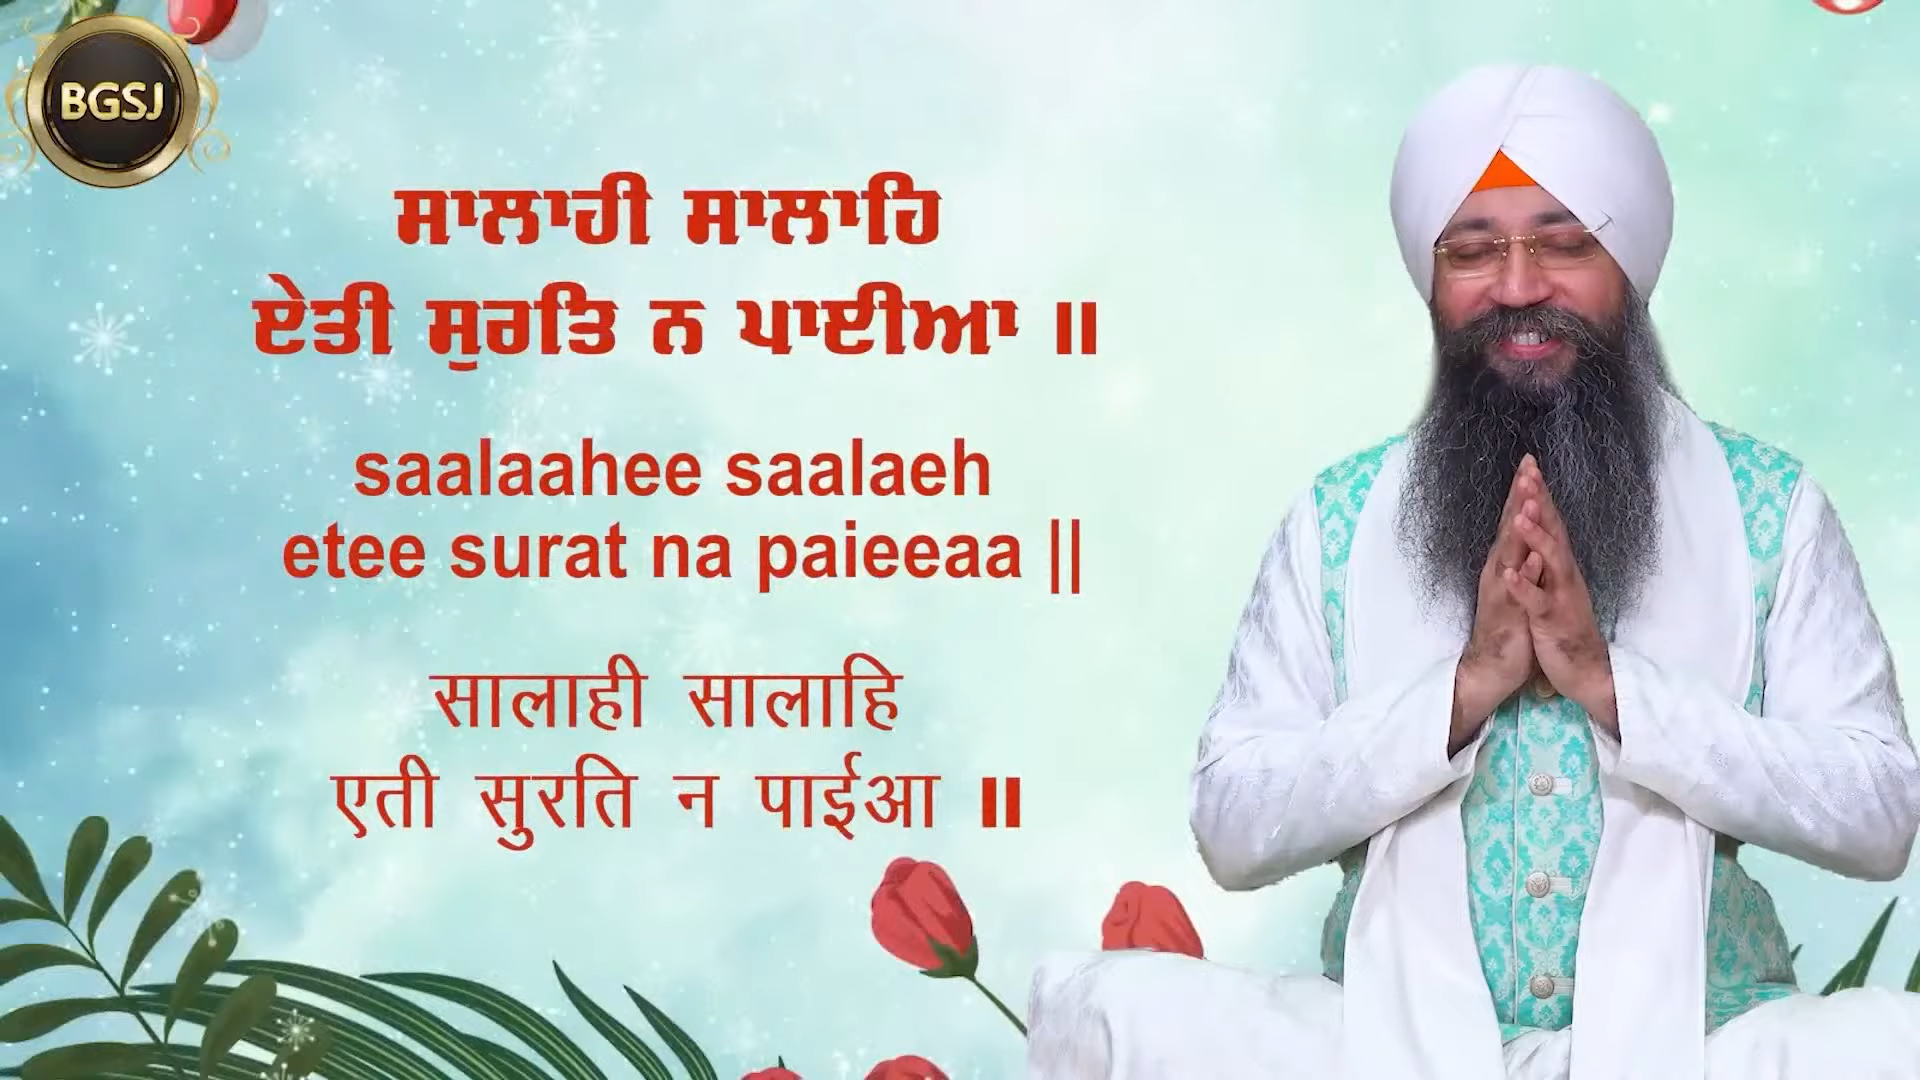 BGSJ
ਸਾਲਾਹੀ ਸਾਲਾਹਿ
ਏਤੀ ਸੁਰਤਿ ਨ ਪਾਈਆ ॥
saalaahee saalaeh
etee surat na paieeaa ||
सालाही सालाहि
एती सुरति न पाईआ ॥